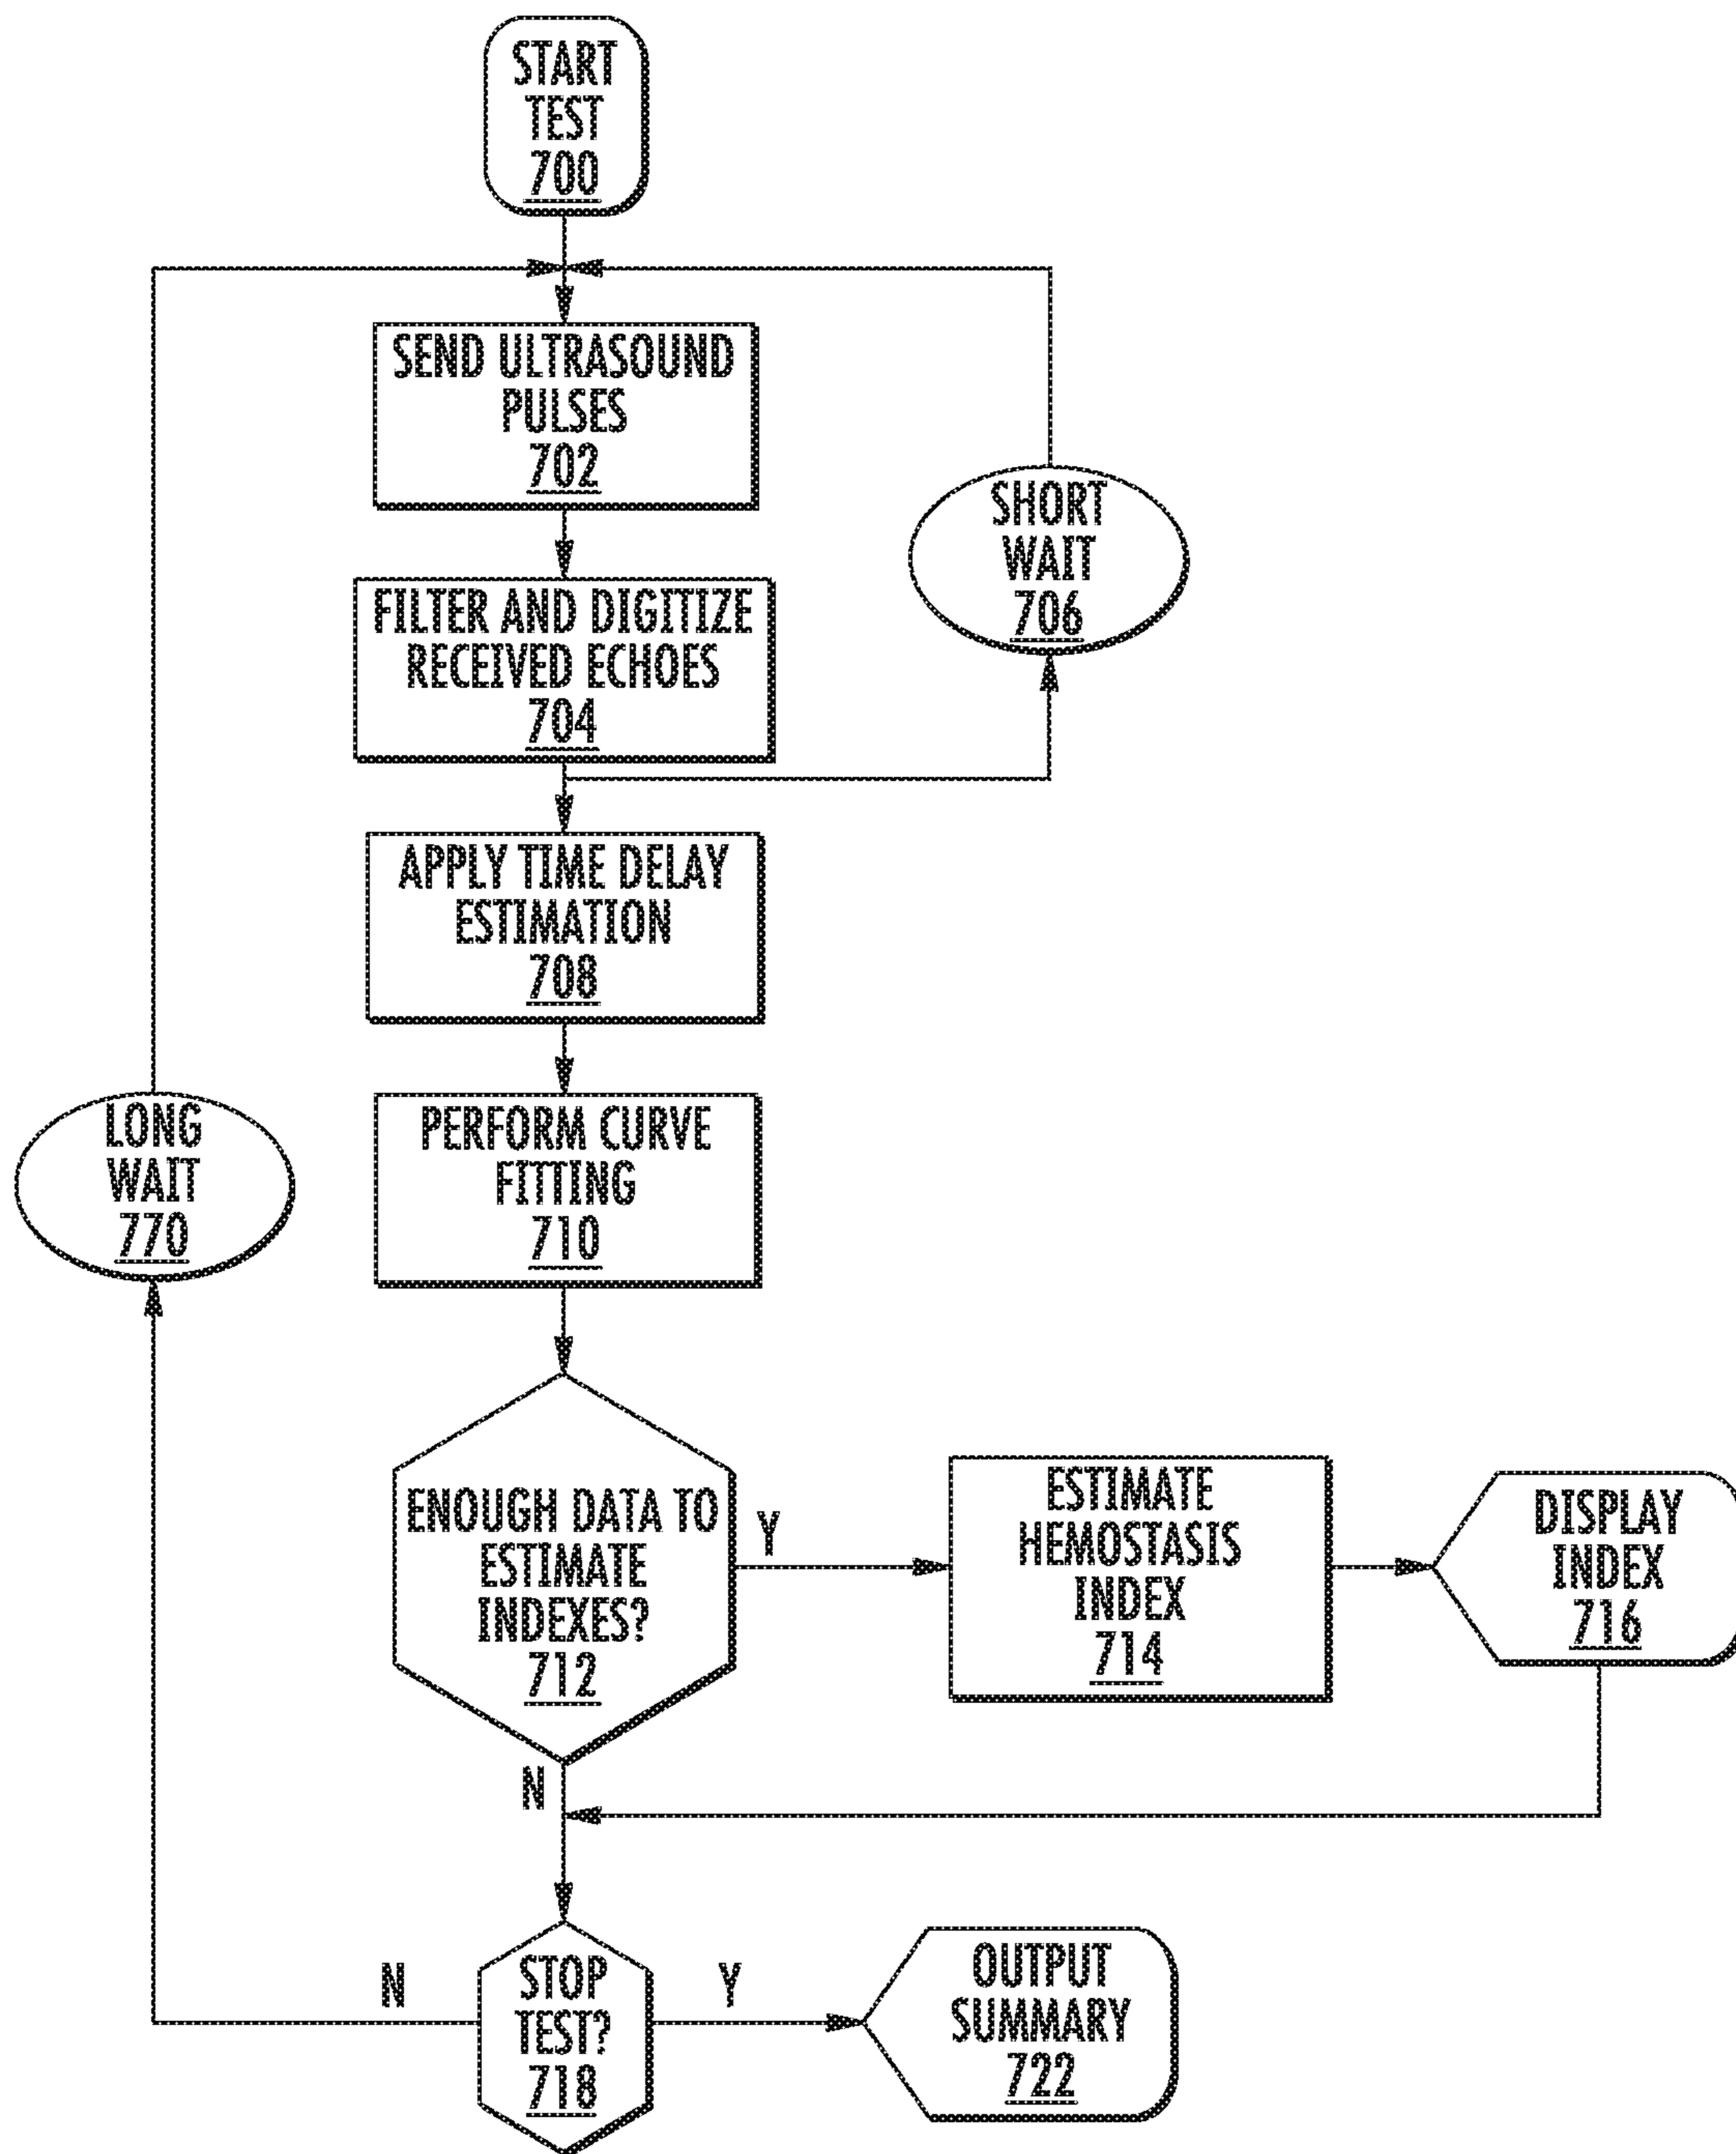 START
TEST
700
SEND ULTRASOUND
PULSES
702
SHORT
WAIT
706
FILTER AND DIGITIZE
RECEIVED ECHOES
704
APPLY TIME DELAY
ESTIMATION
708
LONG
WAIT
770
PERFORM CURVE
FITTING
710
ENOUGH DATA TO
ESTIMATE
INDEXES?
712
Y
ESTIMATE
HEMOSTASIS
INDEX
714
DISPLAY
INDEX
716
N
N
STOP
TEST?
718
Y
OUTPUT
SUMMARY
722